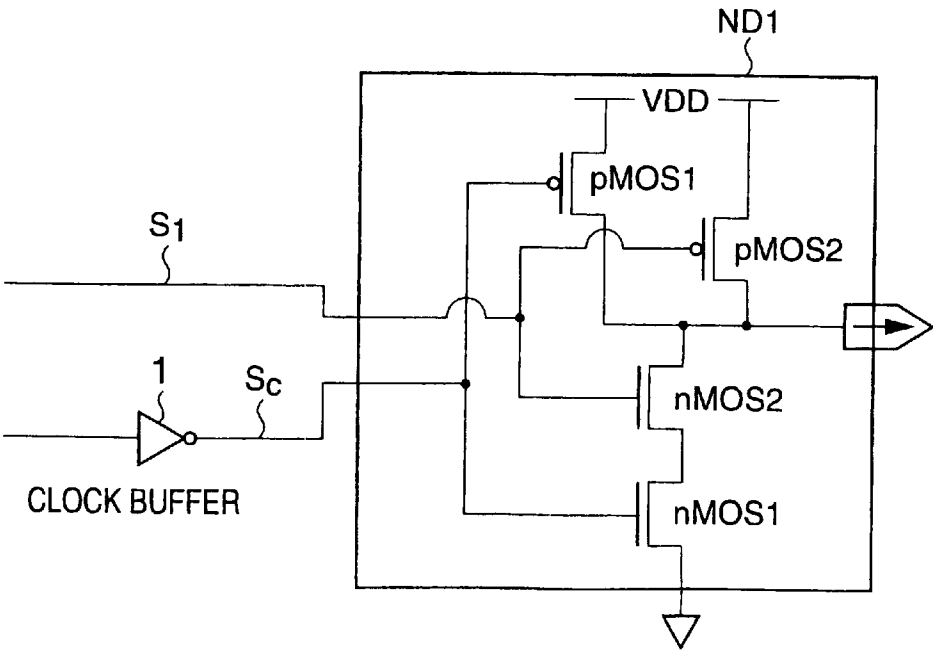 ND1
VDD
pMOS1
S1
pMOS2
1
Sc
nMOS2
CLOCK BUFFER
nMOS1